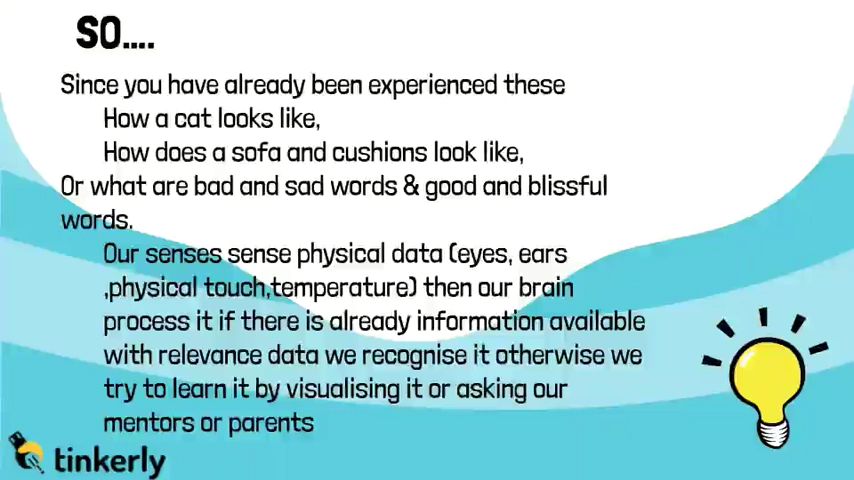 SO....
Since you have already been experienced these
How a cat looks like,
How does a sofa and cushions look like,
Or what are bad and sad words & good and blissful
words.
Our senses sense physical data (eyes, ears
,physical touch,temperature) then our brain
process it if there is already information available
with relevance data we recognise it otherwise we
try to learn it by visualising it or asking our
mentors or parents
tinkerly